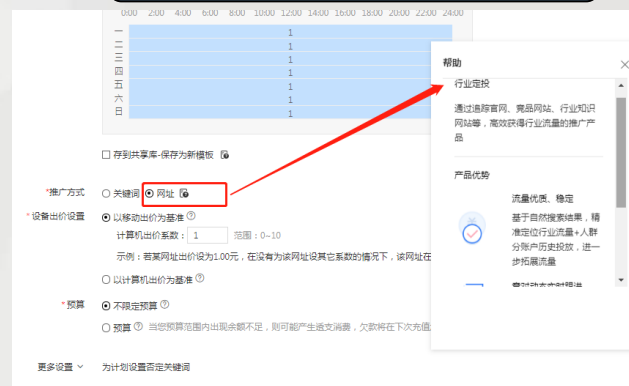 0:00 2:00 4:00 6:00 8:00 10:00 12:00 14:00 16:00 18:00 20:00 22:00 24:00
一 1
二 1
三 1
四 1
五 1
六 1
日 1
存到共享库-保存为新模板
*推广方式 关键词 网址
*设备出价设置 以移动出价为基准
计算机出价系数： 1 范围：0~10
示例：若某网址出价设为1.00元，在没有为该网址设其它系数的情况下，该网址在
以计算机出价为基准
*预算 不限定预算
预算 当您预算范围内出现余额不足，则可能产生透支消费，欠款将在下次充值
更多设置 为计划设置否定关键词
帮助
行业定投
通过追踪官网、竞品网站、行业知识
网站等，高效获得行业流量的推广产
品
产品优势
流量优质、稳定
基于自然搜索结果，精
准定位行业流量+人群
分账户历史投放，进一
步拓展流量